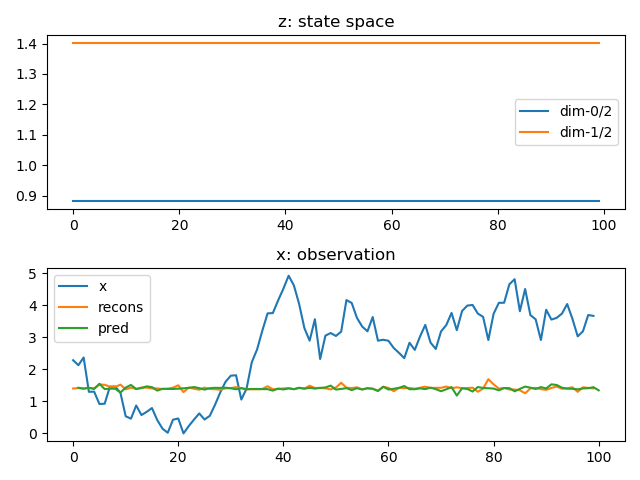 z: state space
1.4
1.3
1.2
1.1
1.0
0.9
dim-0/2
dim-1/2
0 20 40 60 80 100
x: observation
5
4
3
2
1
0
x
recons
pred
0 20 40 60 80 100